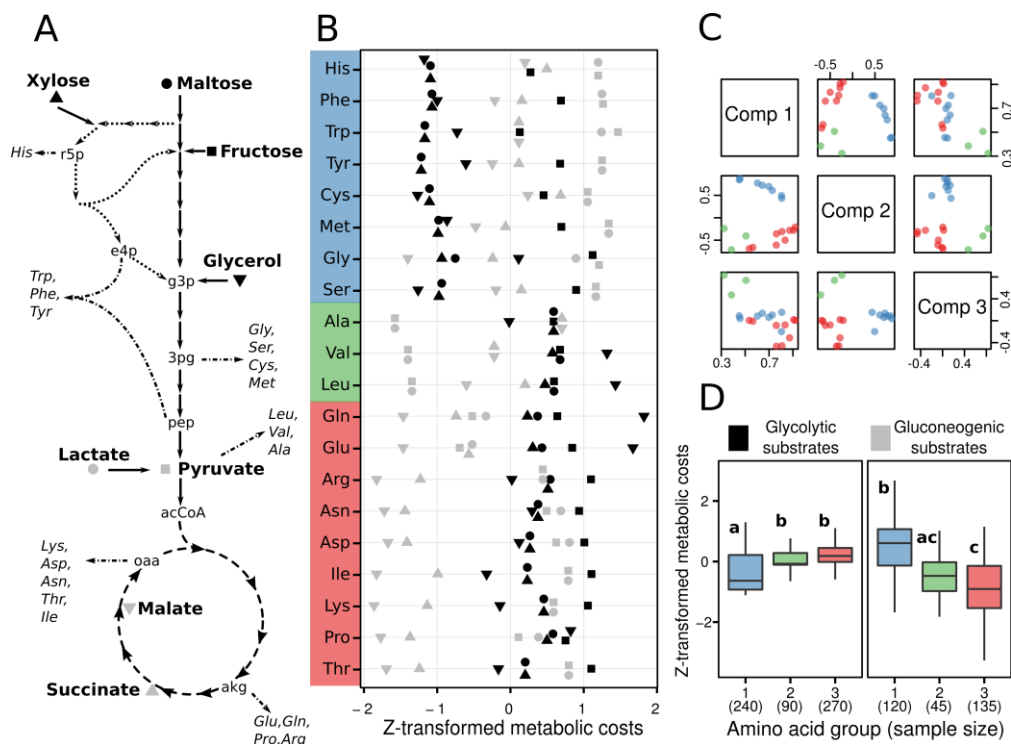 A
Xylose
Maltose
His
r5p
Fructose
e4p
Glycerol
g3p
Trp,
Phe,
Tyr
3pg
Gly,
Ser,
Cys,
Met
pep
Leu,
Val,
Ala
Lactate
Pyruvate
acCoA
Lys,
Asp,
Asn,
Thr,
Ile
oaa
Malate
Succinate
akg
Glu,Gln,
Pro,Arg
B
His
Phe
Trp
Tyr
Cys
Met
Gly
Ser
Ala
Val
Leu
Gln
Glu
Arg
Asn
Asp
Ile
Lys
Pro
Thr
−2 −1 0 1 2
Z-transformed metabolic costs
C
-0.5 0.5
Comp 1
0.3 0.7
0.5
-0.5
Comp 2
Comp 3
-0.4 0.4
0.3 0.7
-0.5 0.5
-0.4 0.4
D
Glycolytic
substrates
Gluconeogenic
substrates
Z-transformed metabolic costs
2
0
−2
a b b
b ac c
1 2 3 1 2 3
(240) (90) (270) (120) (45) (135)
Amino acid group (sample size)